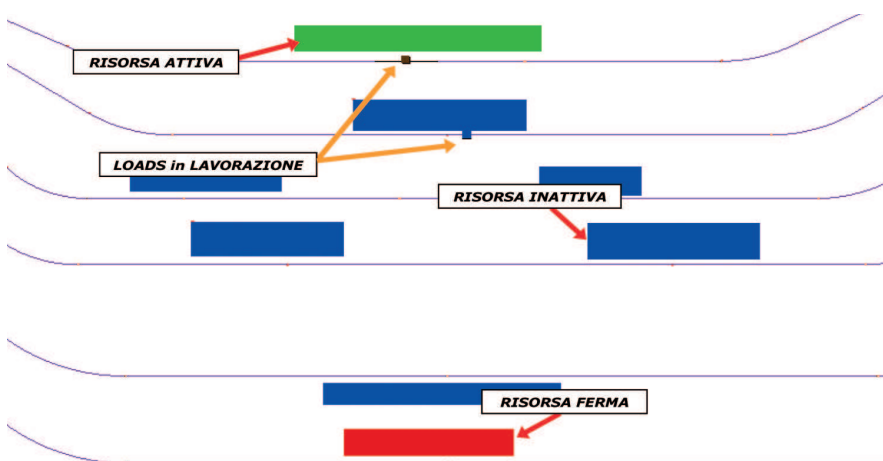 RISORSA ATTIVA
LOADS in LAVORAZIONE
RISORSA INATTIVA
RISORSA FERMA